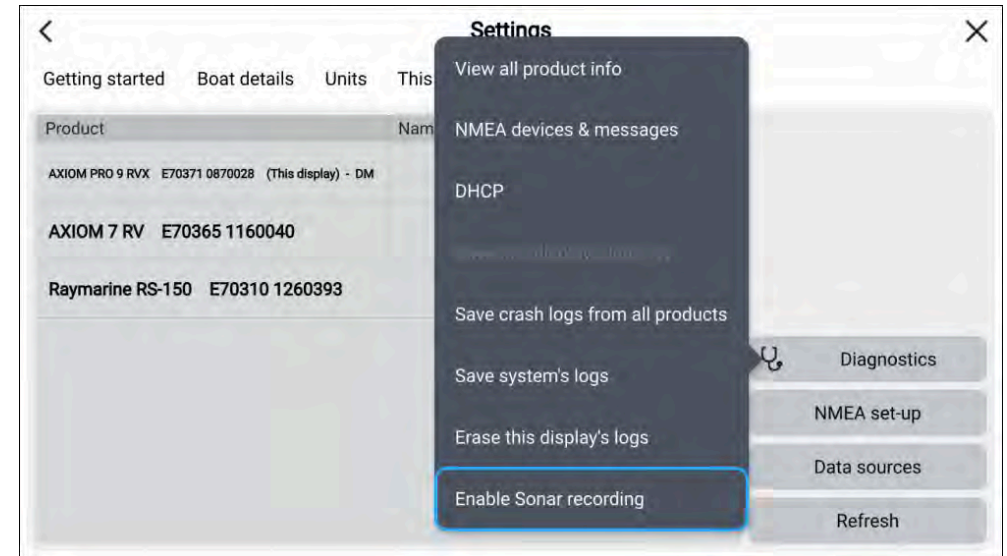 Settings
Getting started Boat details Units This
Product Nam
AXIOM PRO 9 RVX E70371 0870028 (This display) - DM
AXIOM 7 RV E70365 1160040
Raymarine RS-150 E70310 1260393
View all product info
NMEA devices & messages
DHCP
Save crash logs from all products
Save system's logs
Erase this display's logs
Enable Sonar recording
Diagnostics
NMEA set-up
Data sources
Refresh